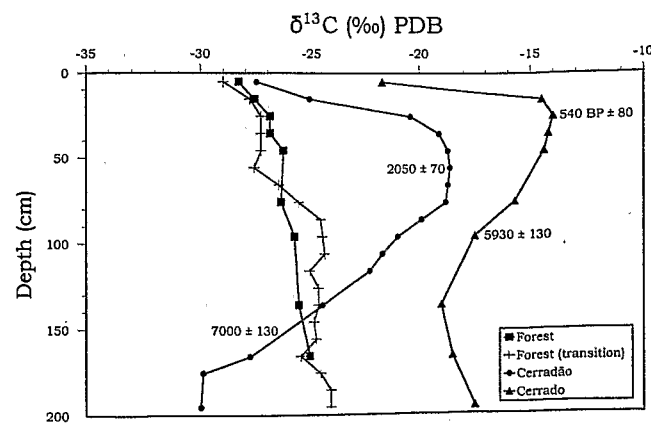 δ¹³C (‰) PDB
-35 -30 -25 -20 -15 -10
0
50
100
150
200
Depth (cm)
540 BP ± 80
2050 ± 70
5930 ± 130
7000 ± 130
Forest
Forest (transition)
Cerradão
Cerrado